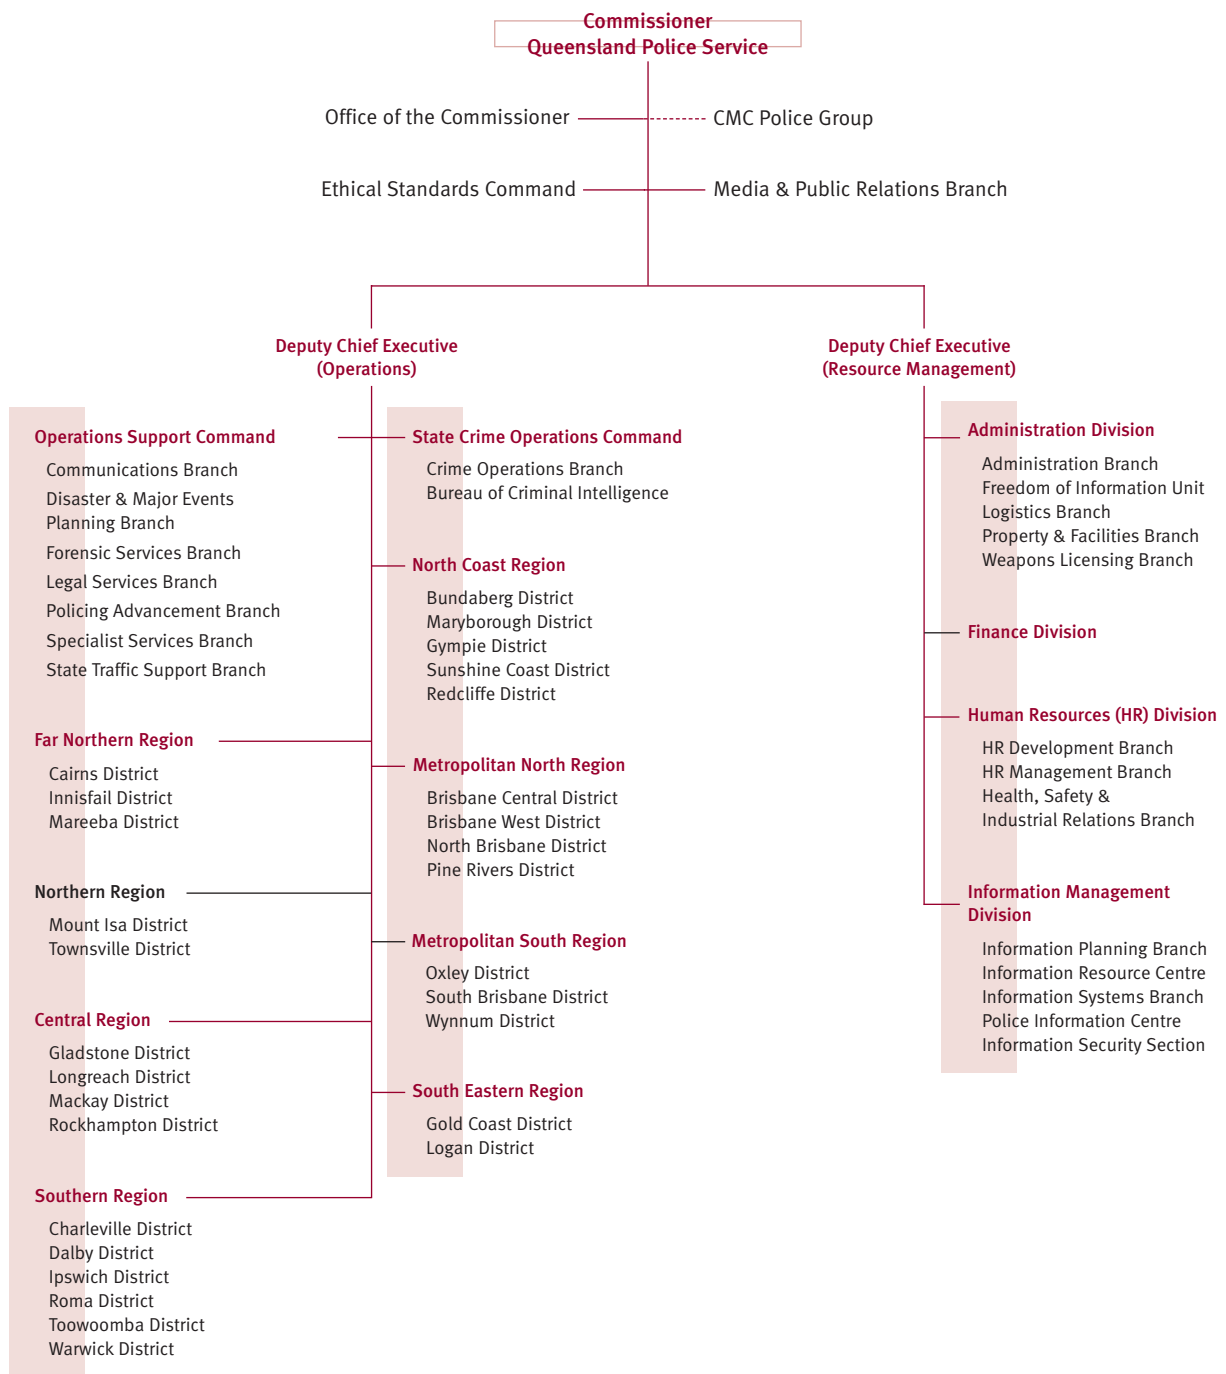 Commissioner
Queensland Police Service
Office of the Commissioner
CMC Police Group
Ethical Standards Command
Media & Public Relations Branch
Deputy Chief Executive
(Operations)
Operations Support Command
Communications Branch
Disaster & Major Events
Planning Branch
Forensic Services Branch
Legal Services Branch
Policing Advancement Branch
Specialist Services Branch
State Traffic Support Branch
Far Northern Region
Cairns District
Innisfail District
Mareeba District
Northern Region
Mount Isa District
Townsville District
Central Region
Gladstone District
Longreach District
Mackay District
Rockhampton District
Southern Region
Charleville District
Dalby District
Ipswich District
Roma District
Toowoomba District
Warwick District
State Crime Operations Command
Crime Operations Branch
Bureau of Criminal Intelligence
North Coast Region
Bundaberg District
Maryborough District
Gympie District
Sunshine Coast District
Redcliffe District
Metropolitan North Region
Brisbane Central District
Brisbane West District
North Brisbane District
Pine Rivers District
Metropolitan South Region
Oxley District
South Brisbane District
Wynnum District
South Eastern Region
Gold Coast District
Logan District
Deputy Chief Executive
(Resource Management)
Administration Division
Administration Branch
Freedom of Information Unit
Logistics Branch
Property & Facilities Branch
Weapons Licensing Branch
Finance Division
Human Resources (HR) Division
HR Development Branch
HR Management Branch
Health, Safety &
Industrial Relations Branch
Information Management
Division
Information Planning Branch
Information Resource Centre
Information Systems Branch
Police Information Centre
Information Security Section